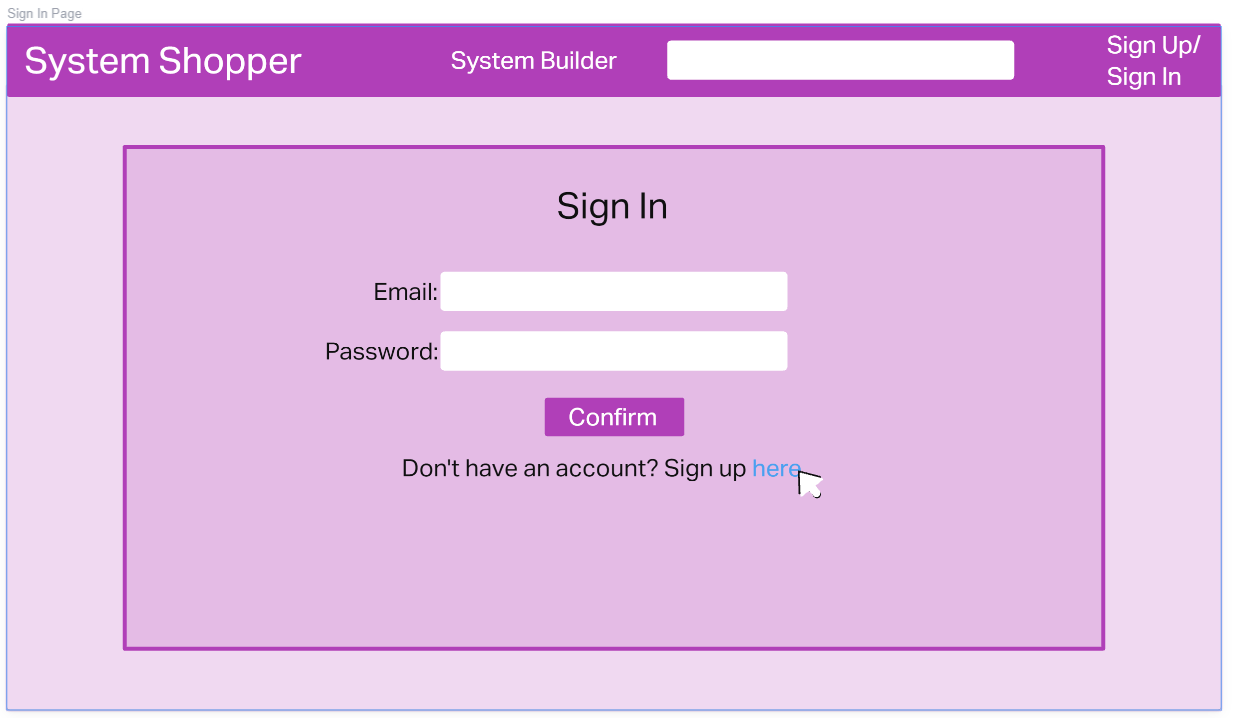 Sign In Page
System Shopper
System Builder
Sign Up/
Sign In
Sign In
Email:
Password:
Confirm
Don't have an account? Sign up here